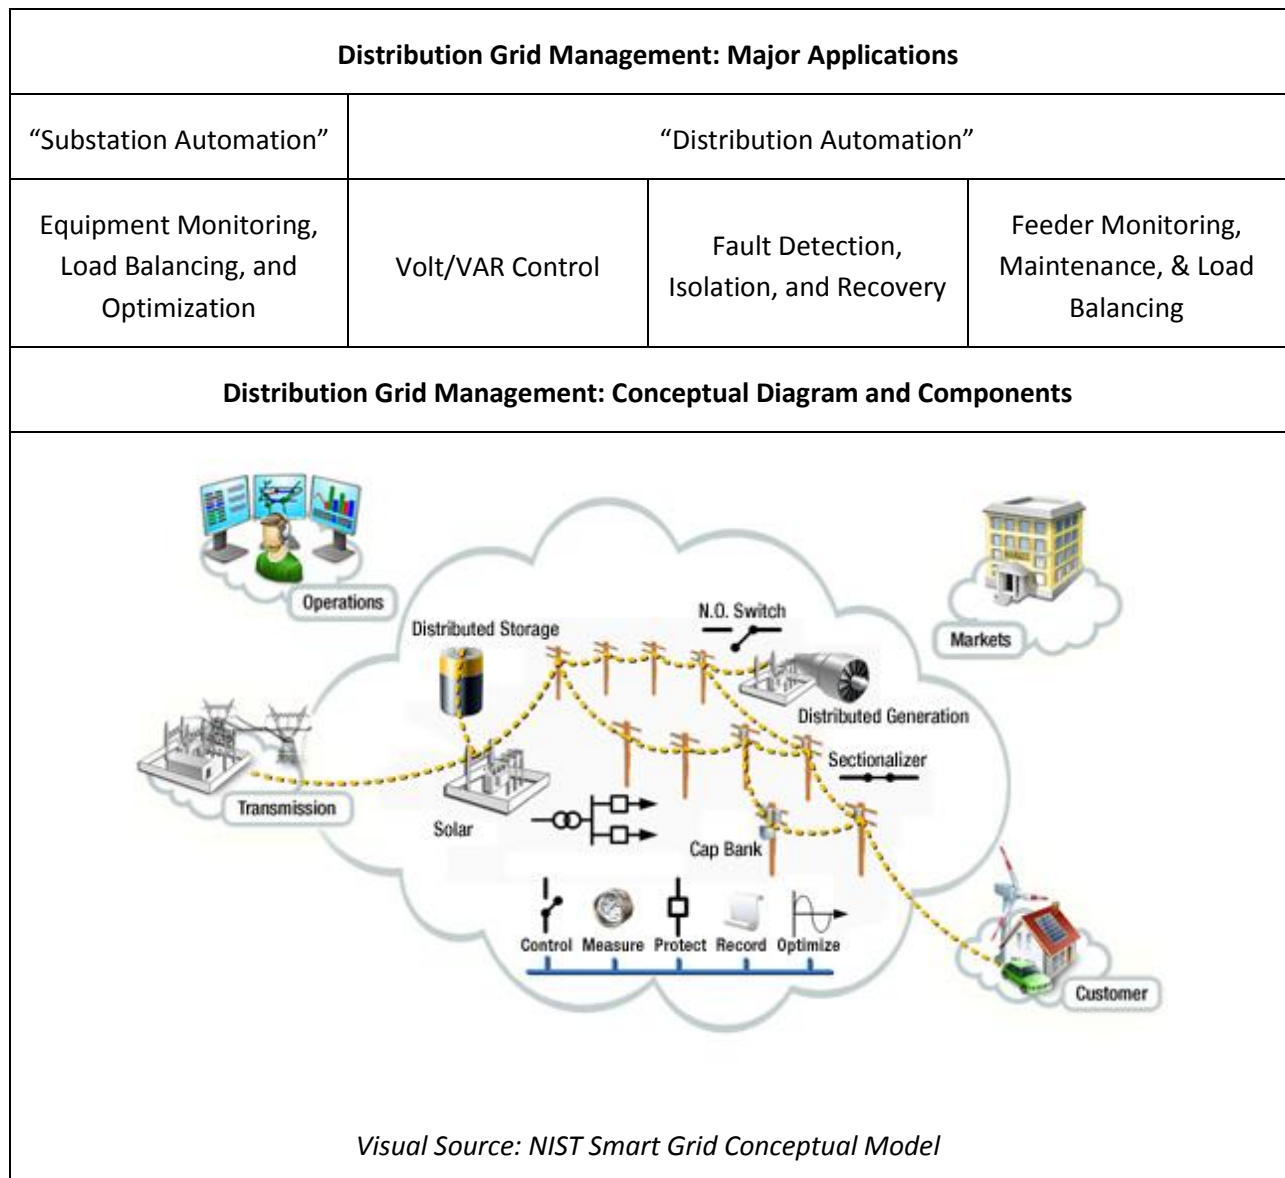 Distribution Grid Management: Major Applications
“Substation Automation”
“Distribution Automation”
Equipment Monitoring,
Load Balancing, and
Optimization
Volt/VAR Control
Fault Detection,
Isolation, and Recovery
Feeder Monitoring,
Maintenance, & Load
Balancing
Distribution Grid Management: Conceptual Diagram and Components
Operations
Markets
N.O. Switch
Distributed Storage
Distributed Generation
Sectionalizer
Transmission
Solar
Cap Bank
Control
Measure
Protect
Record
Optimize
Customer
Visual Source: NIST Smart Grid Conceptual Model